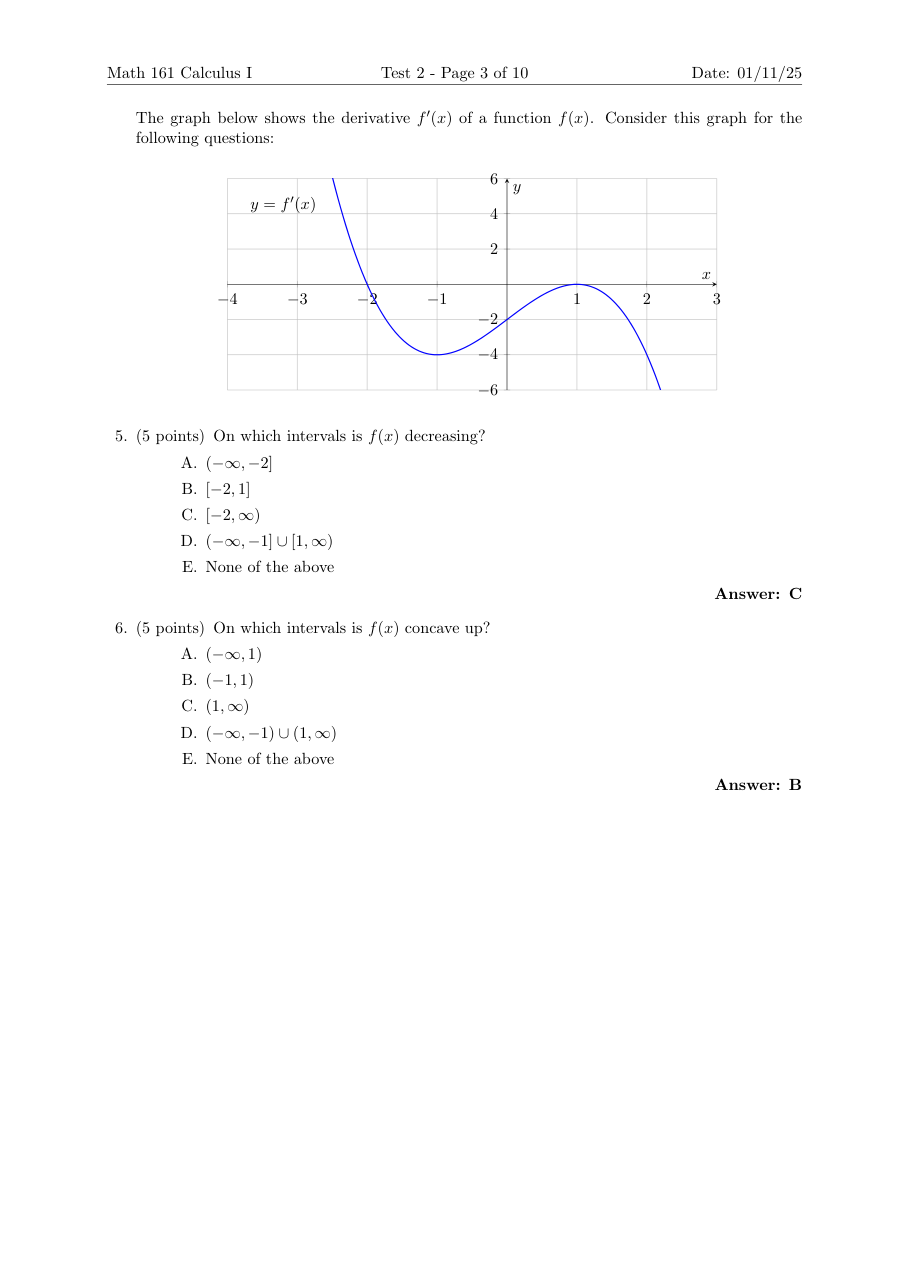 Math 161 Calculus I Test 2 - Page 3 of 10 Date: 01/11/25
The graph below shows the derivative f′(x) of a function f(x). Consider this graph for the
following questions:
6
y
y = f′(x)
4
2
x
−4 −3 −2 −1 1 2 3
−2
−4
−6
5. (5 points) On which intervals is f(x) decreasing?
A. (−∞, −2]
B. [−2, 1]
C. [−2, ∞)
D. (−∞, −1] ∪ [1, ∞)
E. None of the above
Answer: C
6. (5 points) On which intervals is f(x) concave up?
A. (−∞, 1)
B. (−1, 1)
C. (1, ∞)
D. (−∞, −1) ∪ (1, ∞)
E. None of the above
Answer: B